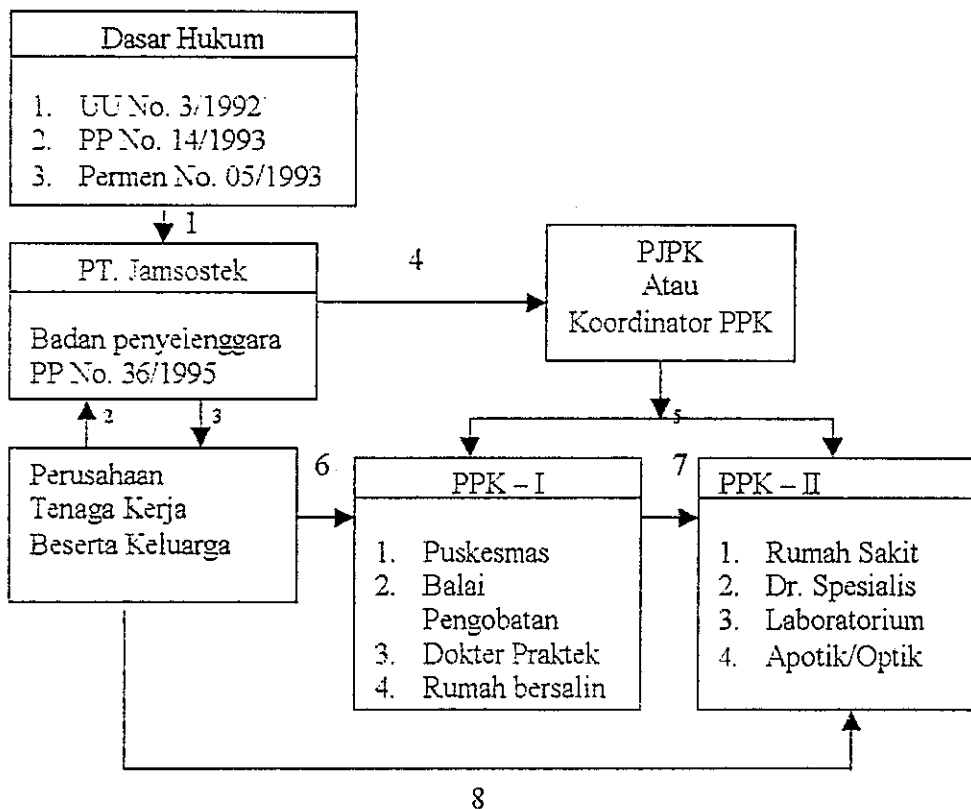 Dasar Hukum
1. UU No. 3/1992
2. PP No. 14/1993
3. Permen No. 05/1993
1
PT. Jamsostek
Badan penyelenggara
PP No. 36/1995
4
PJPK
Atau
Koordinator PPK
2
3
5
Perusahaan
Tenaga Kerja
Beserta Keluarga
6
PPK – I
1. Puskesmas
2. Balai
Pengobatan
3. Dokter Praktek
4. Rumah bersalin
7
PPK – II
1. Rumah Sakit
2. Dr. Spesialis
3. Laboratorium
4. Apotik/Optik
8